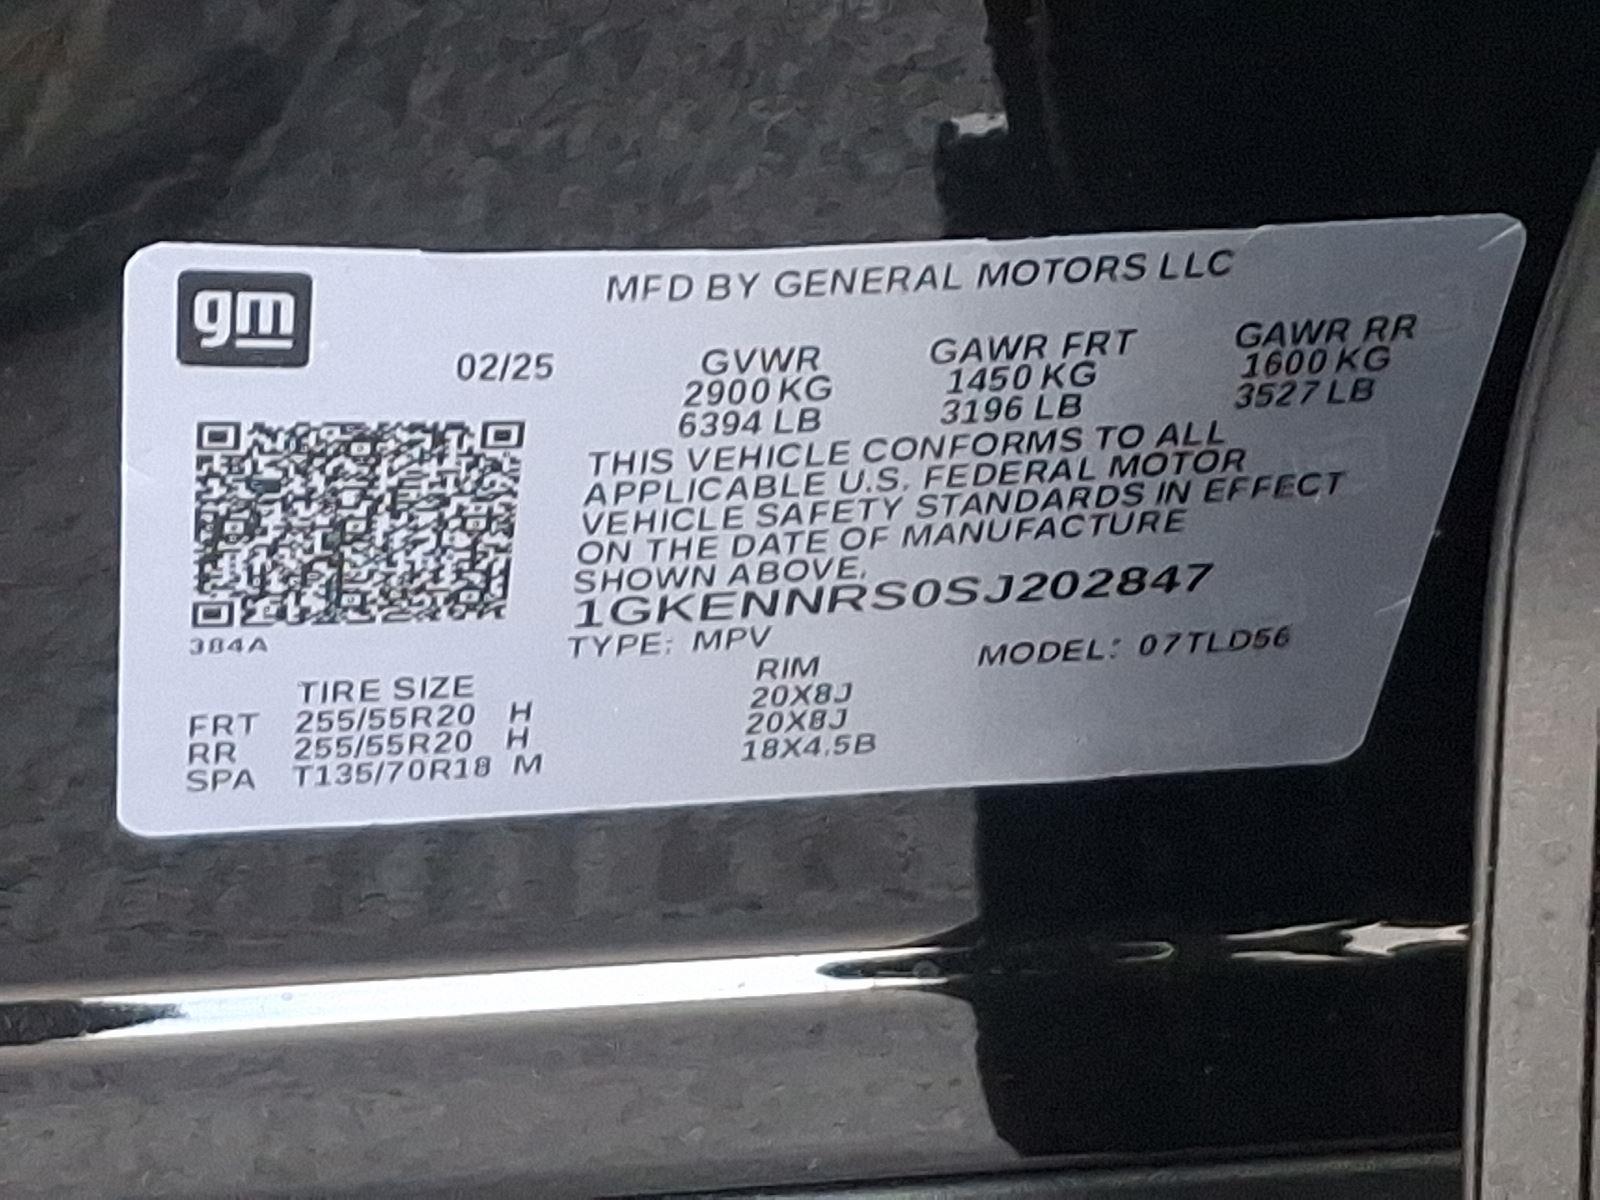 gm
MFD BY GENERAL MOTORS LLC
02/25
GVWR GAWR FRT GAWR RR
2900 KG 1450 KG 1600 KG
6394 LB 3196 LB 3527 LB
THIS VEHICLE CONFORMS TO ALL
APPLICABLE U.S. FEDERAL MOTOR
VEHICLE SAFETY STANDARDS IN EFFECT
ON THE DATE OF MANUFACTURE
SHOWN ABOVE.
1GKENNRS0SJ202847
384A
TYPE: MPV MODEL: 07TLD56
TIRE SIZE RIM
FRT 255/55R20 H 20X8J
RR 255/55R20 H 20X8J
SPA T135/70R18 M 18X4.5B